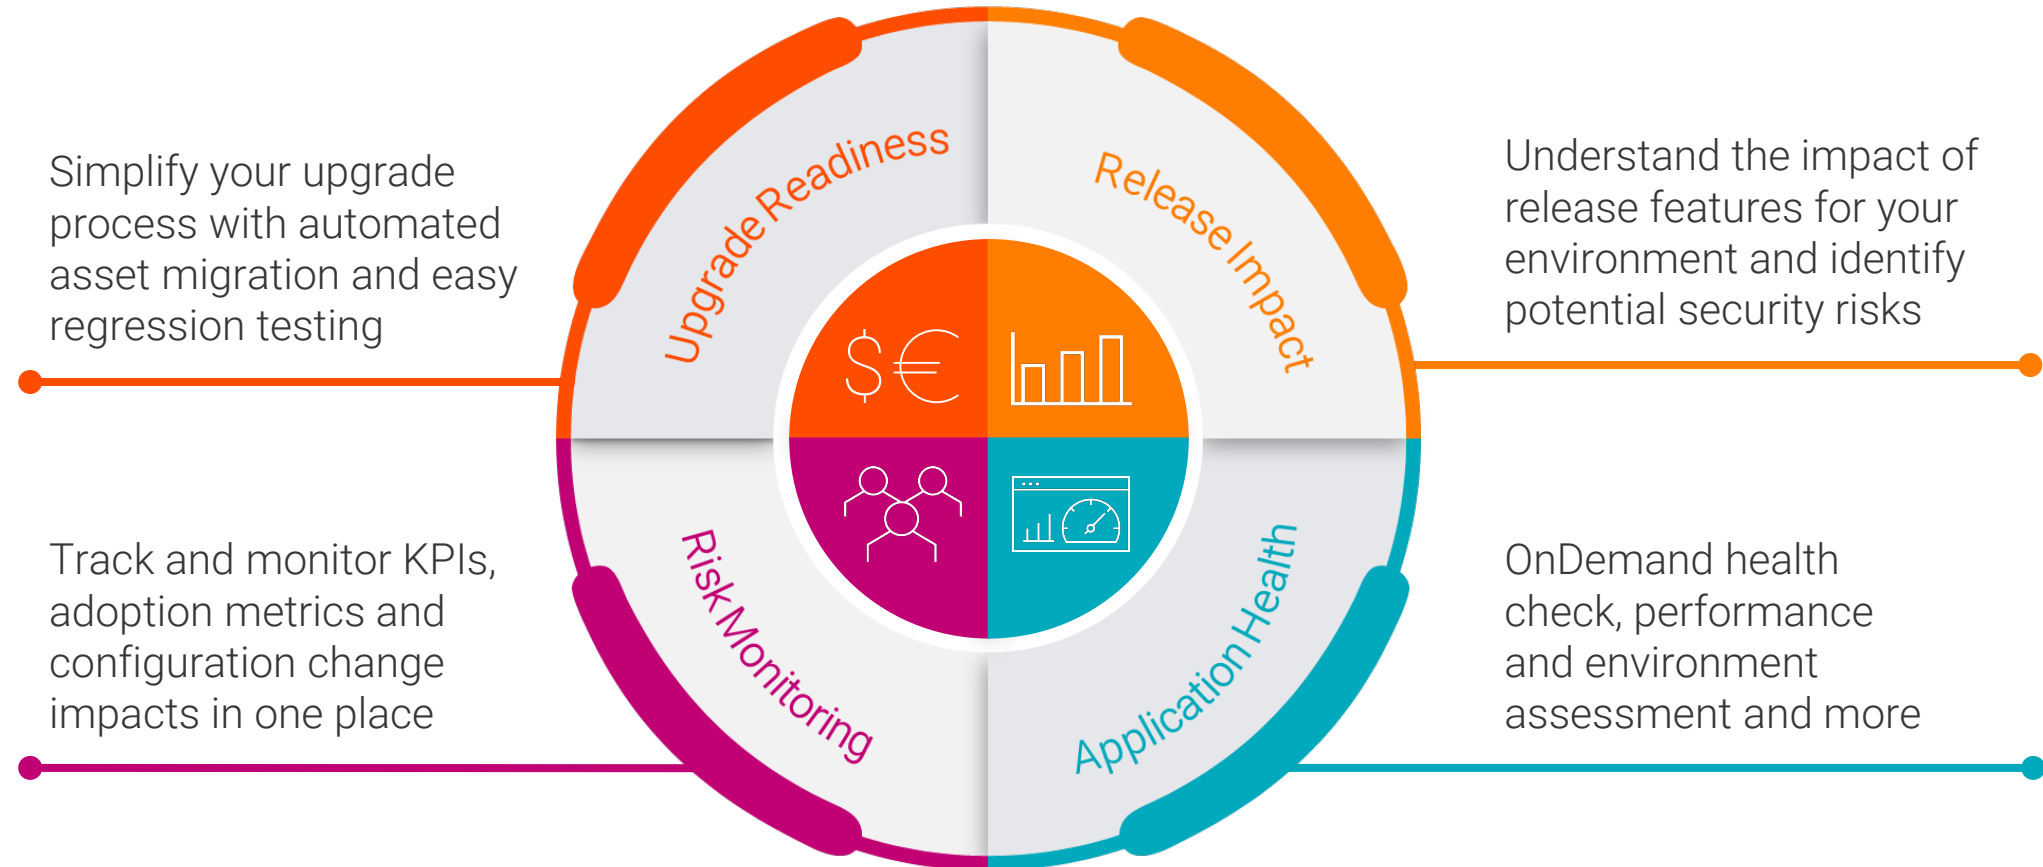 Simplify your upgrade
process with automated
asset migration and easy
regression testing
Upgrade Readiness
Release Impact
Understand the impact of
release features for your
environment and identify
potential security risks
$€
Track and monitor KPIs,
adoption metrics and
configuration change
impacts in one place
Risk Monitoring
Application Health
OnDemand health
check, performance
and environment
assessment and more